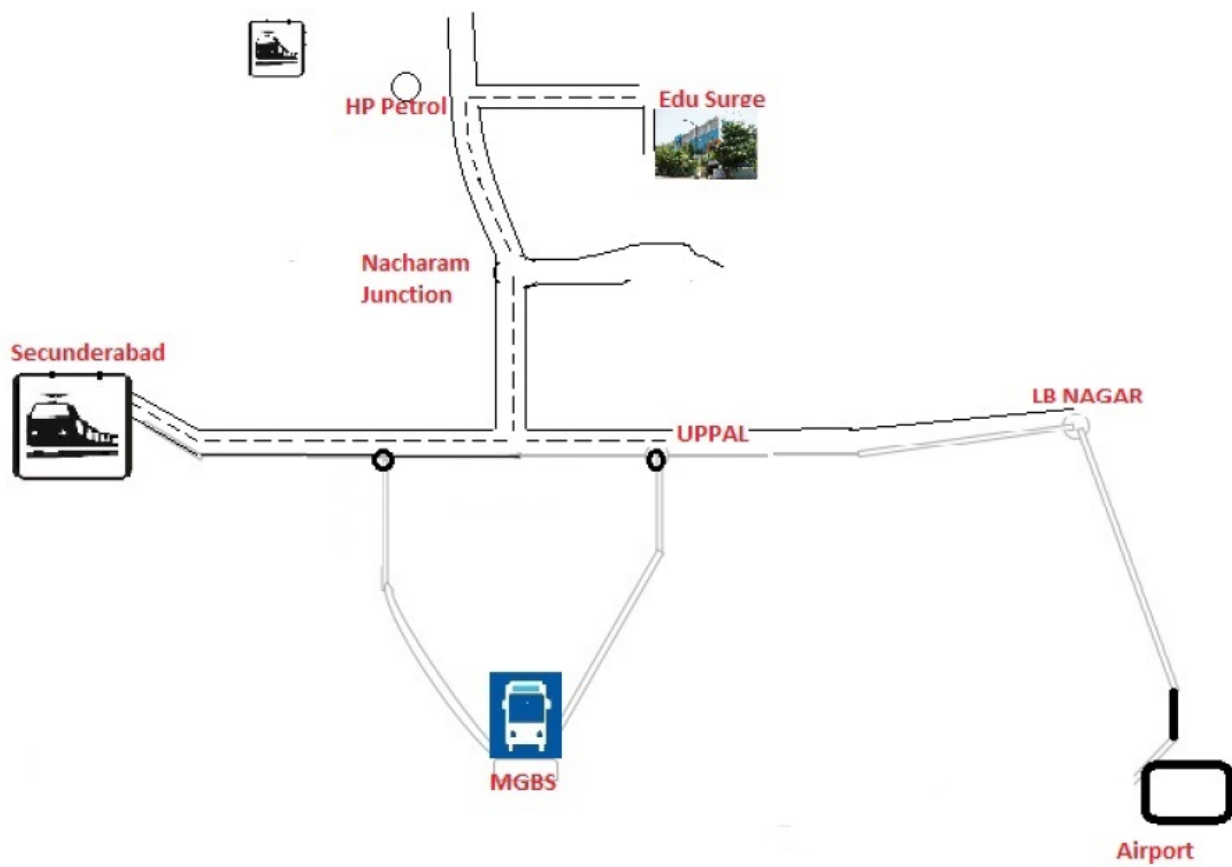 HP Petrol
Edu Surge
Nacharam
Junction
Secunderabad
LB NAGAR
UPPAL
MGBS
Airport